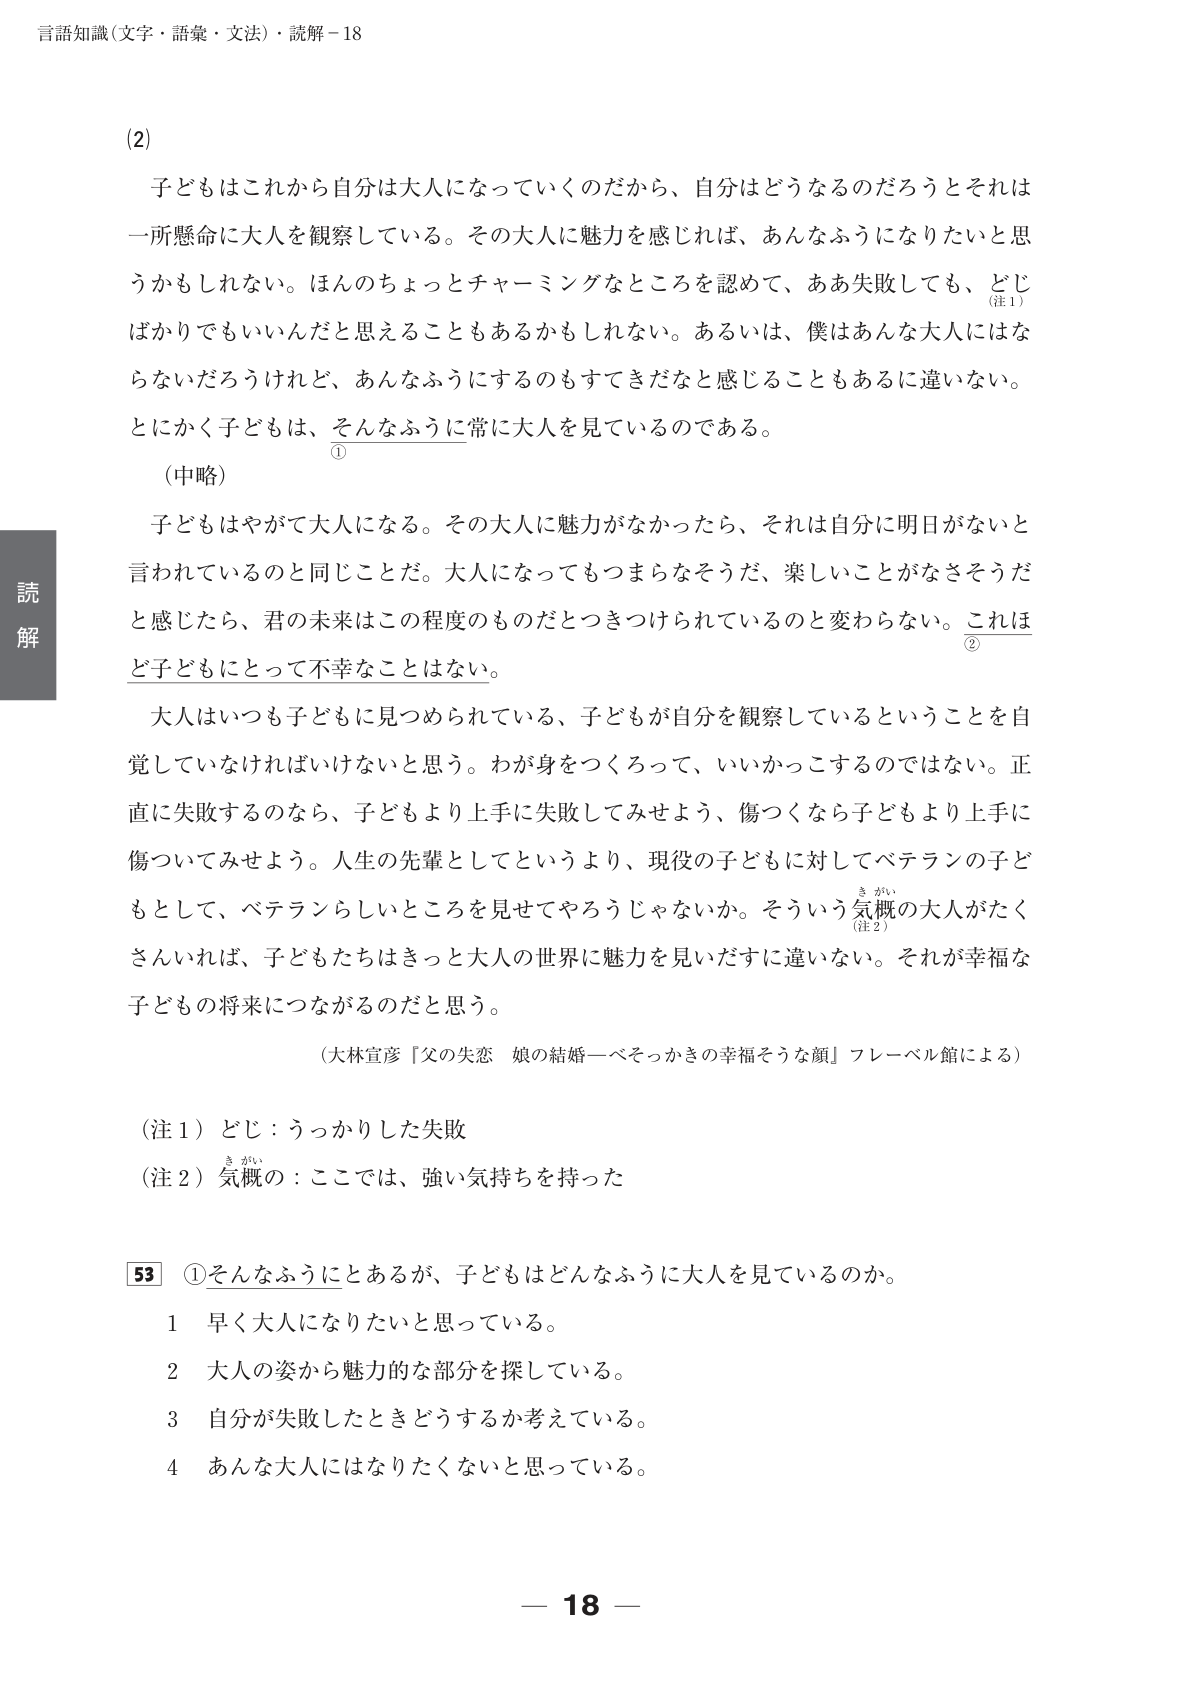 言語知識(文字・語彙・文法)・読解－18
(2)
　子どもはこれから自分は大人になっていくのだから、自分はどうなるのだろうとそれは
一所懸命に大人を観察している。その大人に魅力を感じれば、あんなふうになりたいと思
うかもしれない。ほんのちょっとチャーミングなところを認めて、ああ失敗しても、どじ
（注1）
ばかりでもいいんだと思えることもあるかもしれない。あるいは、僕はあんな大人にはな
らないだろうけれど、あんなふうにするのもすてきだなと感じることもあるに違いない。
とにかく子どもは、そんなふうに常に大人を見ているのである。
①
（中略）
　子どもはやがて大人になる。その大人に魅力がなかったら、それは自分に明日がないと
言われているのと同じことだ。大人になってもつまらなそうだ、楽しいことがなさそうだ
と感じたら、君の未来はこの程度のものだとつきつけられているのと変わらない。これほ
②
ど子どもにとって不幸なことはない。
　大人はいつも子どもに見つめられている、子どもが自分を観察しているということを自
覚していなければいけないと思う。わが身をつくろって、いいかっこするのではない。正
直に失敗するのなら、子どもより上手に失敗してみせよう、傷つくなら子どもより上手に
傷ついてみせよう。人生の先輩としてというより、現役の子どもに対してベテランの子ど
き がい
もとして、ベテランらしいところを見せてやろうじゃないか。そういう気概の大人がたく
（注2）
さんいれば、子どもたちはきっと大人の世界に魅力を見いだすに違いない。それが幸福な
子どもの将来につながるのだと思う。
（大林宣彦『父の失恋　娘の結婚―べそっかきの幸福そうな顔』フレーベル館による）
（注1）どじ：うっかりした失敗
き がい
（注2）気概の：ここでは、強い気持ちを持った
53　①そんなふうにとあるが、子どもはどんなふうに大人を見ているのか。
1　早く大人になりたいと思っている。
2　大人の姿から魅力的な部分を探している。
3　自分が失敗したときどうするか考えている。
4　あんな大人にはなりたくないと思っている。
読
解
― 18 ―